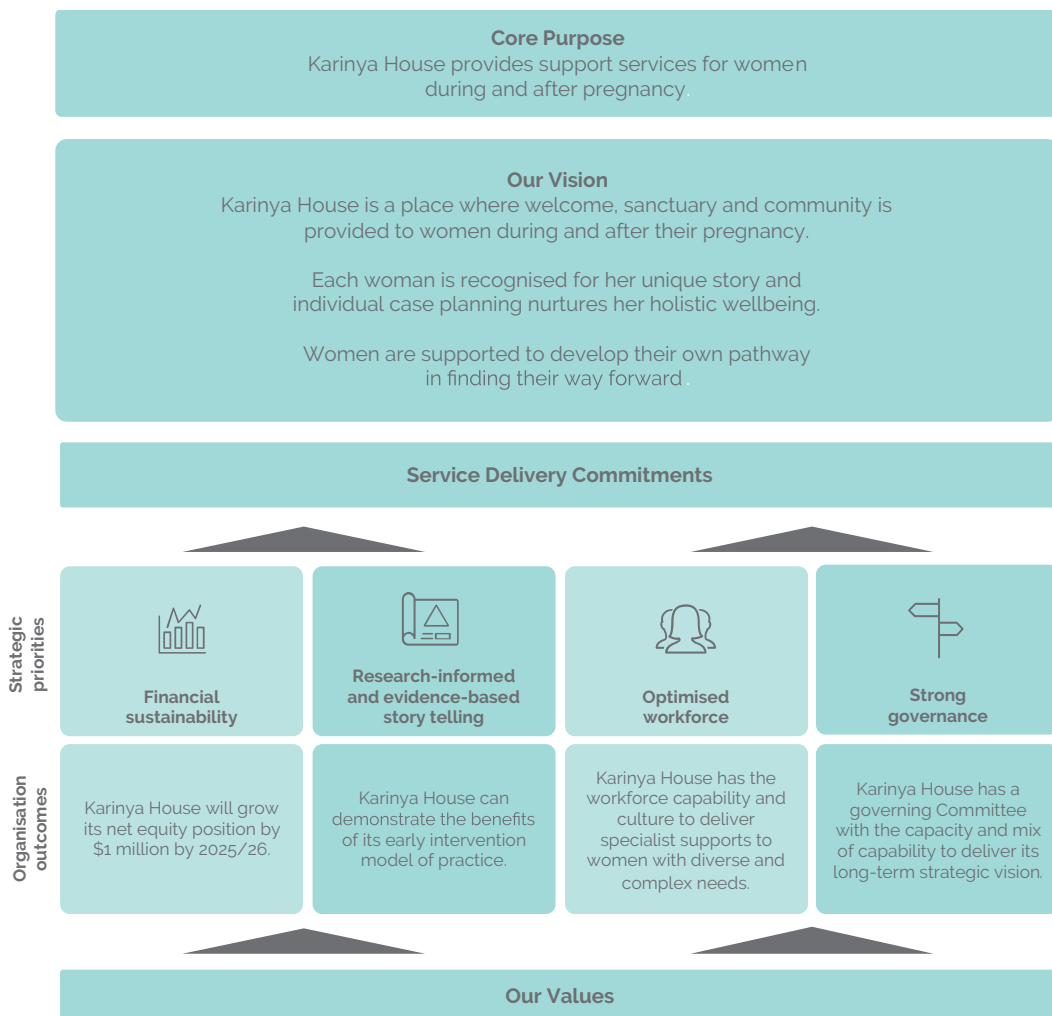 Core Purpose
Karinya House provides support services for women
during and after pregnancy.
Our Vision
Karinya House is a place where welcome, sanctuary and community is
provided to women during and after their pregnancy.
Each woman is recognised for her unique story and
individual case planning nurtures her holistic wellbeing.
Women are supported to develop their own pathway
in finding their way forward.
Service Delivery Commitments
Strategic
priorities
Financial
sustainability
Research-informed
and evidence-based
story telling
Optimised
workforce
Strong
governance
Organisation
outcomes
Karinya House will grow
its net equity position by
$1 million by 2025/26.
Karinya House can
demonstrate the benefits
of its early intervention
model of practice.
Karinya House has the
workforce capability and
culture to deliver
specialist supports to
women with diverse and
complex needs.
Karinya House has a
governing Committee
with the capacity and mix
of capability to deliver its
long-term strategic vision.
Our Values